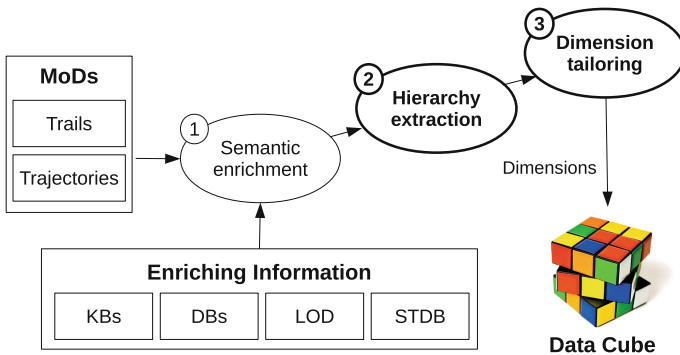 MoDs
Trails
Trajectories
1
Semantic
enrichment
2
Hierarchy
extraction
3
Dimension
tailoring
Dimensions
Enriching Information
KBs
DBs
LOD
STDB
Data Cube